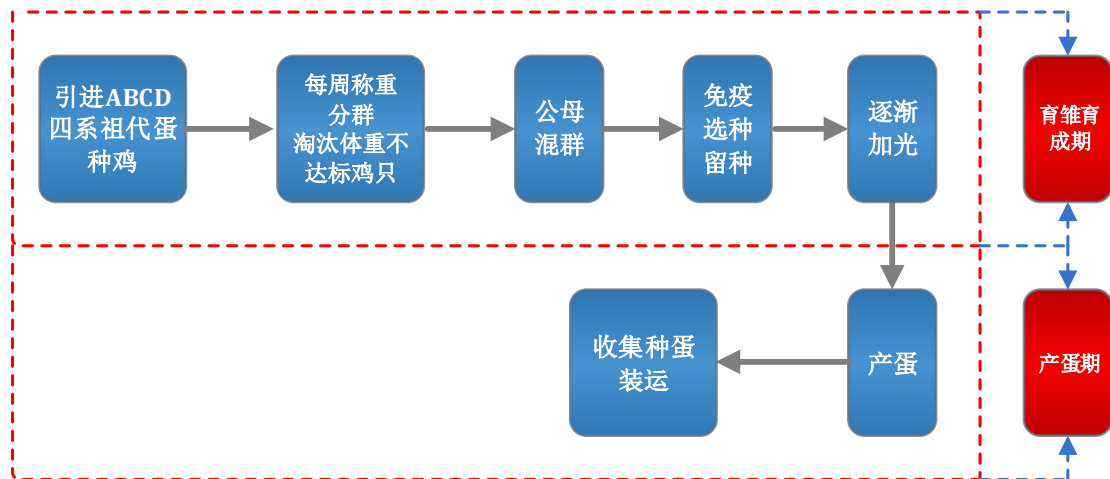 引进ABCD
四系祖代蛋
种鸡
每周称重
分群
淘汰体重不
达标鸡只
公母
混群
免疫
选种
留种
逐渐
加光
育雏育
成期
收集种蛋
装运
产蛋
产蛋期